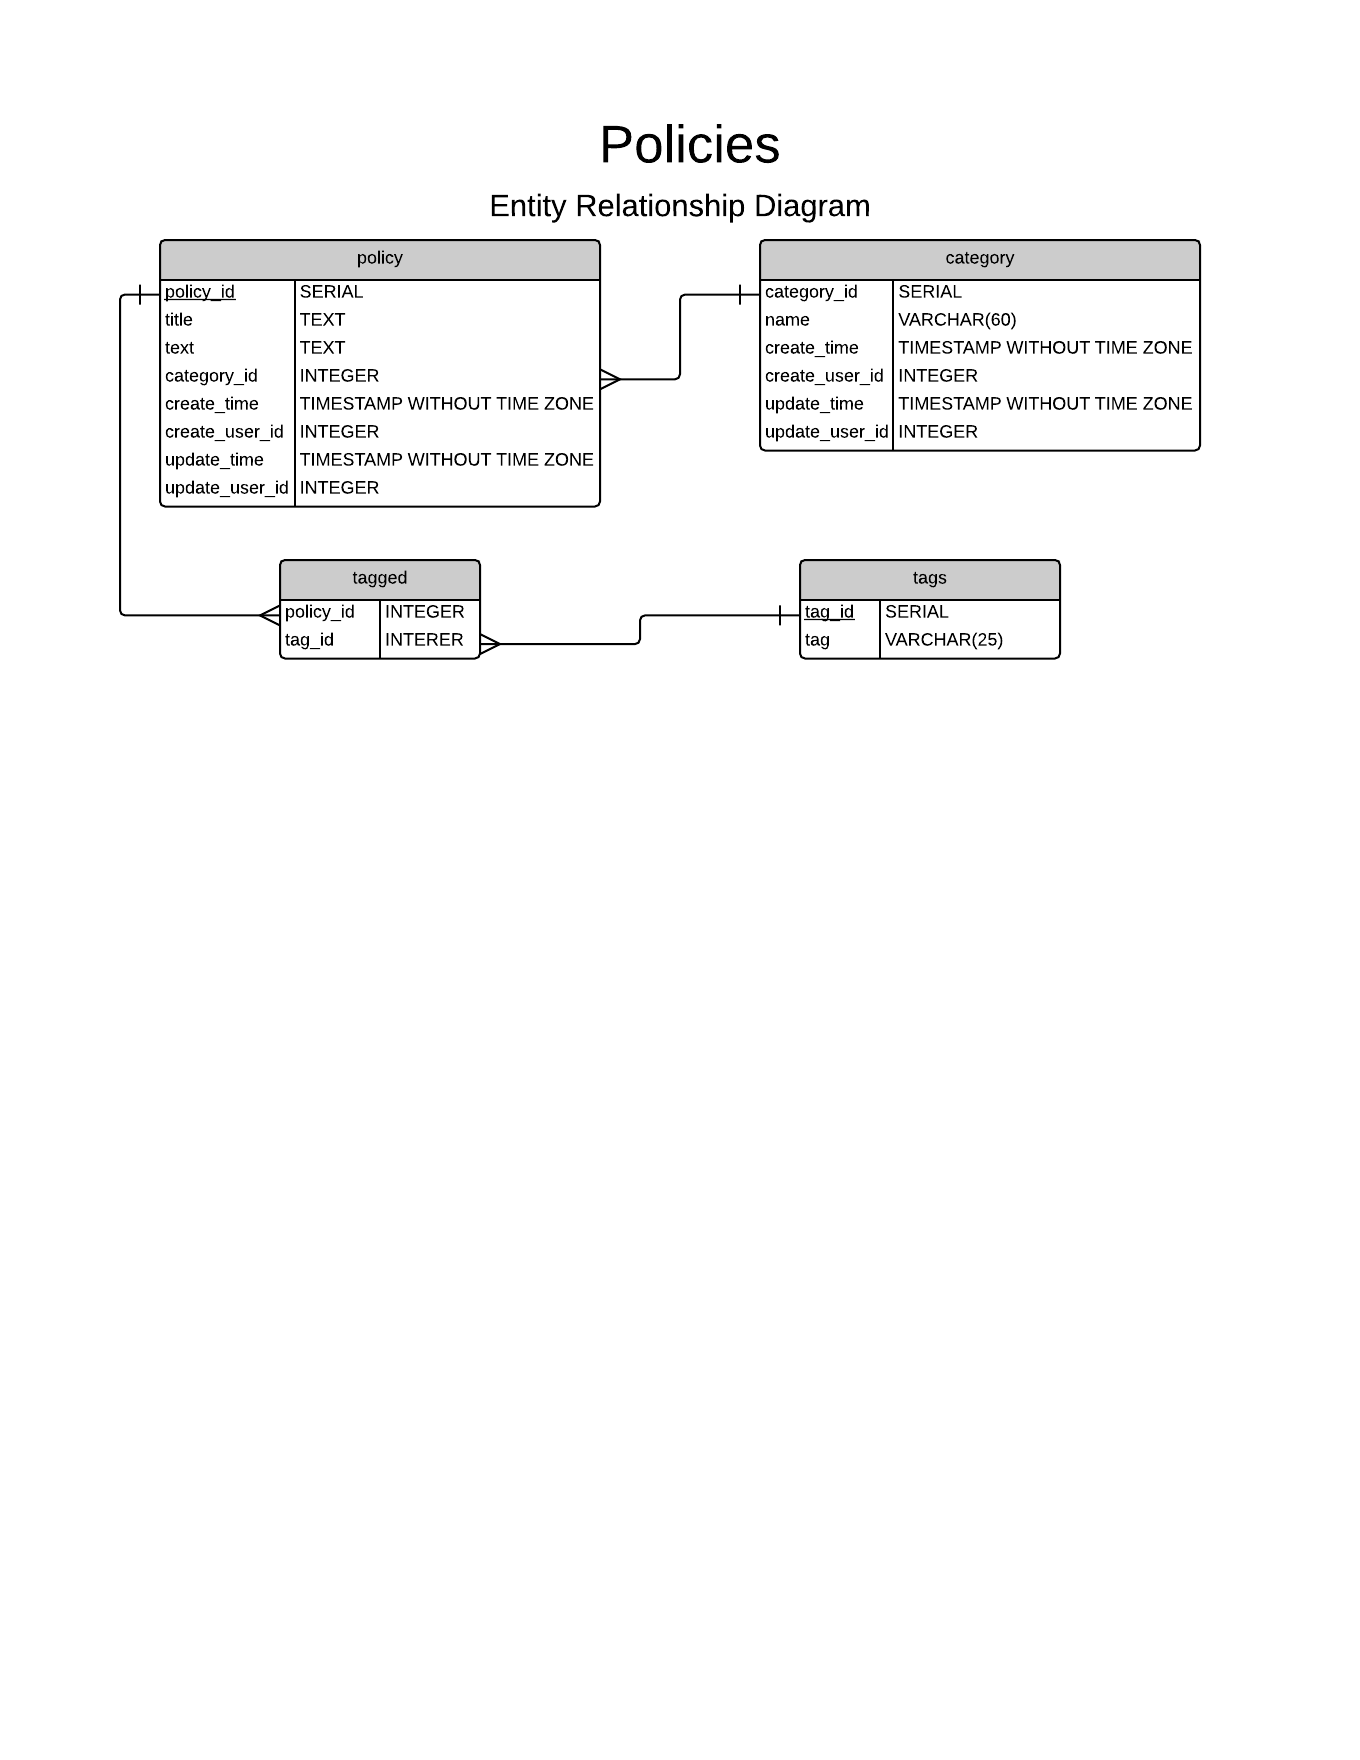 Policies
Entity Relationship Diagram
policy
policy_id SERIAL
title TEXT
text TEXT
category_id INTEGER
create_time TIMESTAMP WITHOUT TIME ZONE
create_user_id INTEGER
update_time TIMESTAMP WITHOUT TIME ZONE
update_user_id INTEGER
category
category_id SERIAL
name VARCHAR(60)
create_time TIMESTAMP WITHOUT TIME ZONE
create_user_id INTEGER
update_time TIMESTAMP WITHOUT TIME ZONE
update_user_id INTEGER
tagged
policy_id INTEGER
tag_id INTERER
tags
tag_id SERIAL
tag VARCHAR(25)